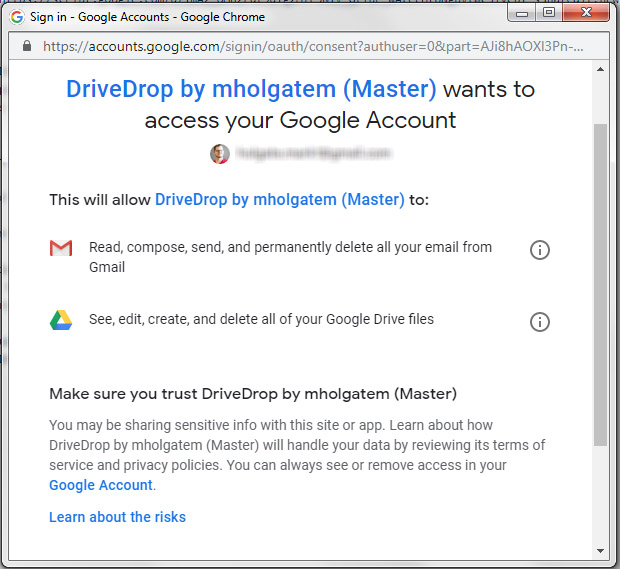 Sign in - Google Accounts - Google Chrome
https://accounts.google.com/signin/oauth/consent?authuser=0&part=AJi8hAOXl3Pn-...
DriveDrop by mholgatem (Master) wants to
access your Google Account
This will allow DriveDrop by mholgatem (Master) to:
Read, compose, send, and permanently delete all your email from
Gmail
See, edit, create, and delete all of your Google Drive files
Make sure you trust DriveDrop by mholgatem (Master)
You may be sharing sensitive info with this site or app. Learn about how
DriveDrop by mholgatem (Master) will handle your data by reviewing its terms of
service and privacy policies. You can always see or remove access in your
Google Account.
Learn about the risks